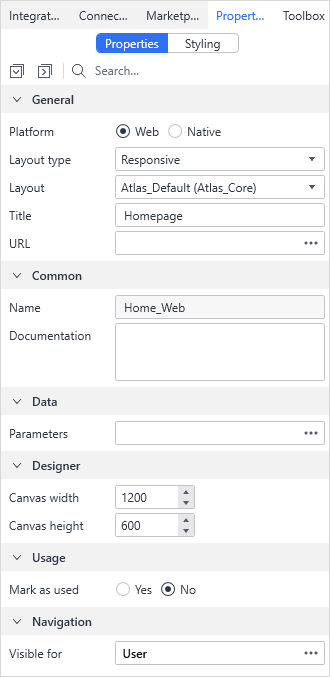 Integrat... Connec... Marketp... Propert... Toolbox
Properties Styling
Search...
General
Platform Web Native
Layout type Responsive
Layout Atlas_Default (Atlas_Core)
Title Homepage
URL ...
Common
Name Home_Web
Documentation
Data
Parameters ...
Designer
Canvas width 1200
Canvas height 600
Usage
Mark as used Yes No
Navigation
Visible for User ...